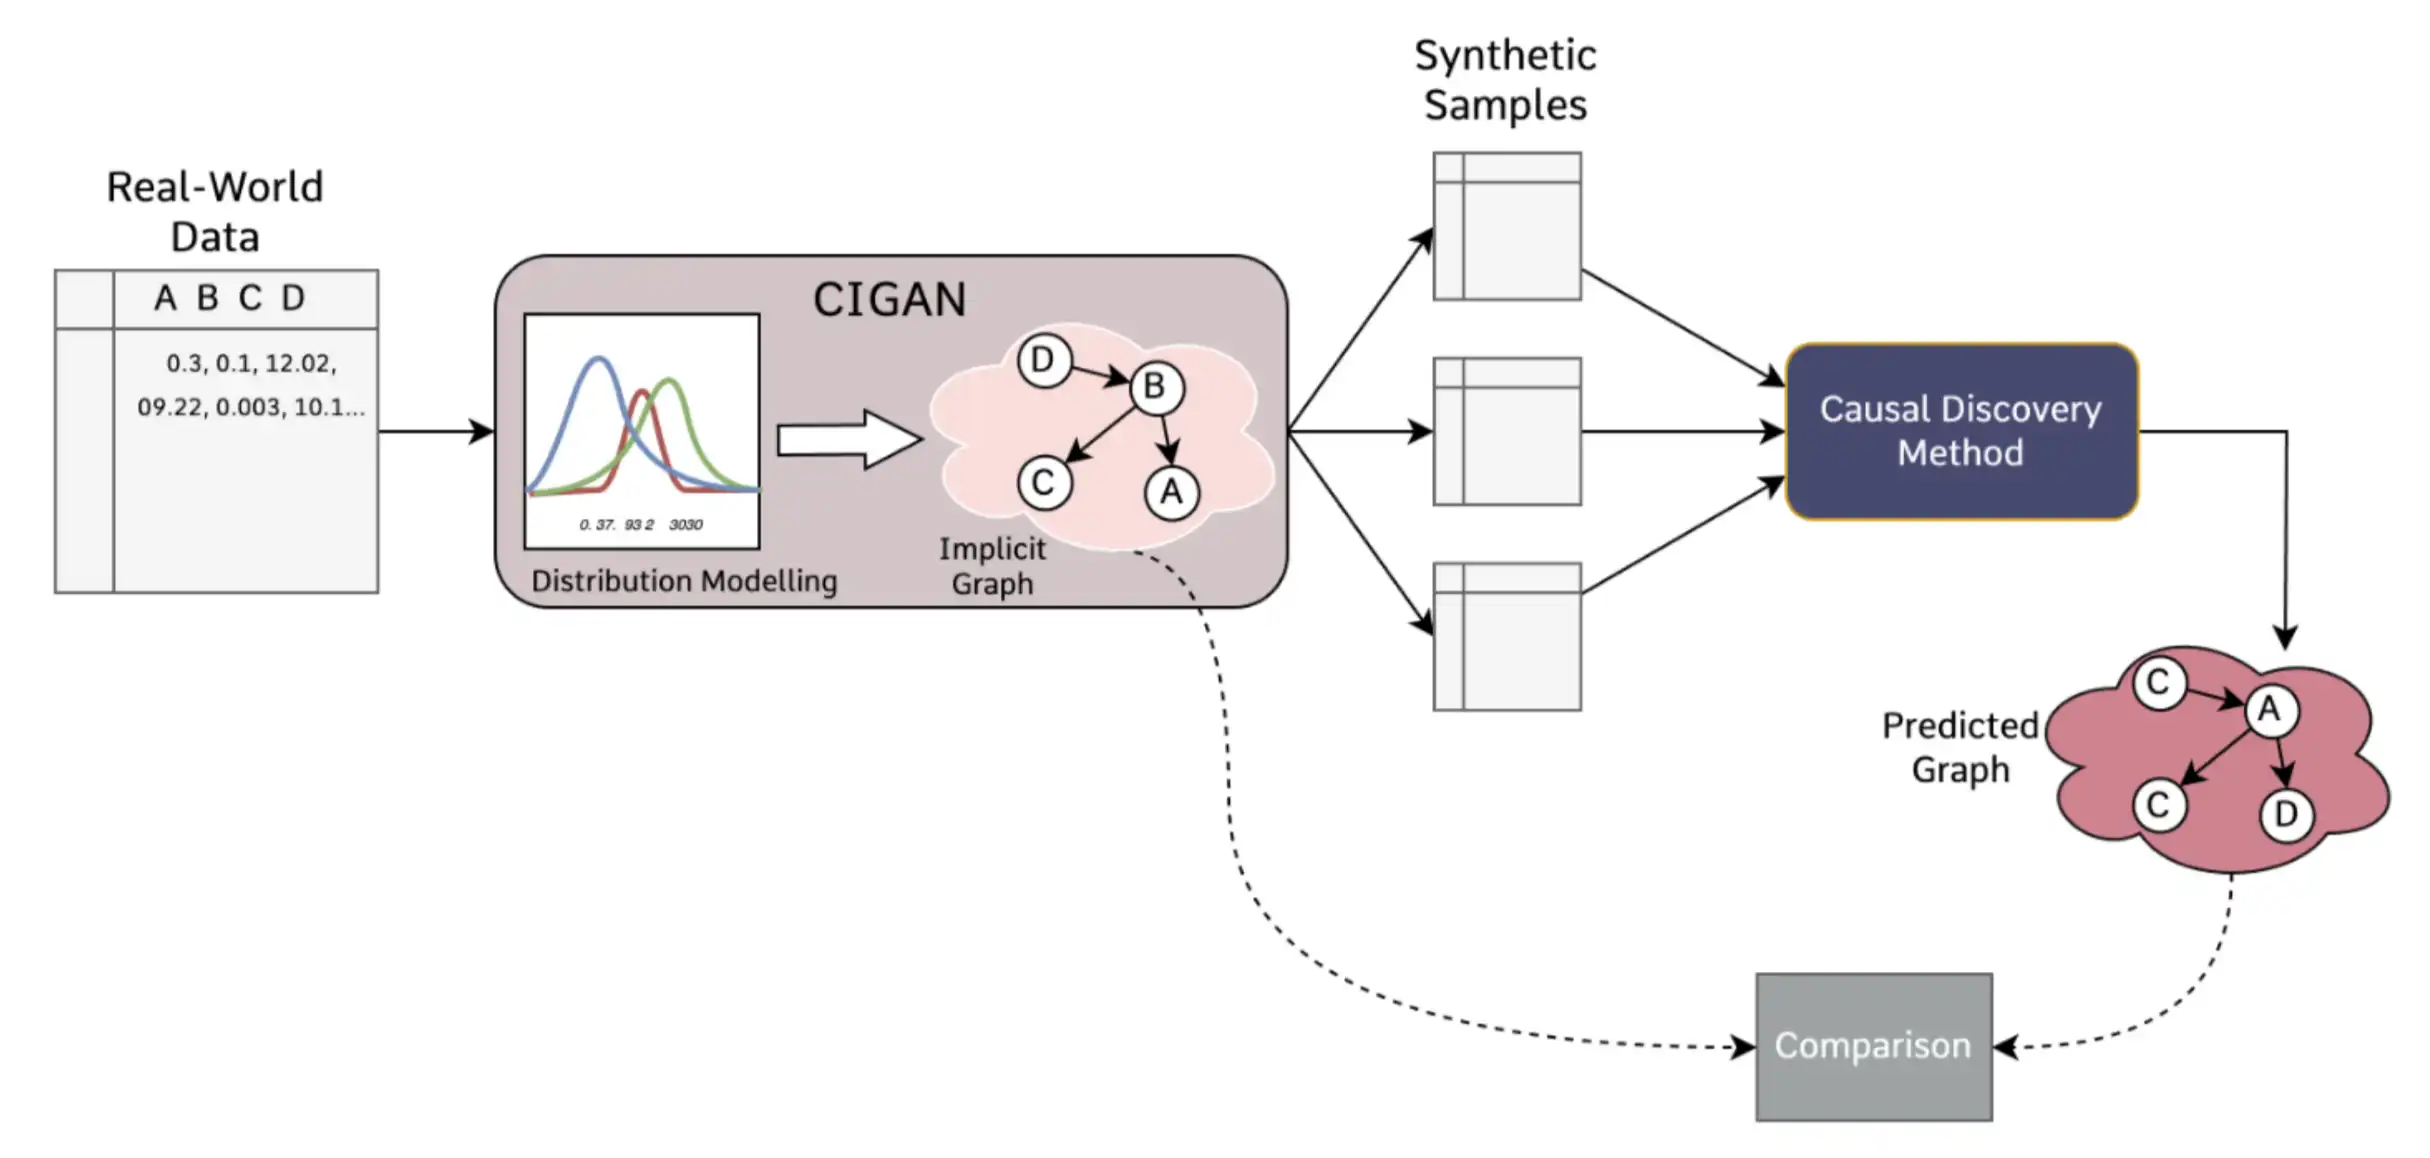 Real-World
Data
A B C D
0.3, 0.1, 12.02,
09.22, 0.003, 10.1...
CIGAN
0. 37. 93 2 3030
Distribution Modelling
D
B
C
A
Implicit
Graph
Synthetic
Samples
Causal Discovery
Method
Predicted
Graph
C
A
C
D
Comparison